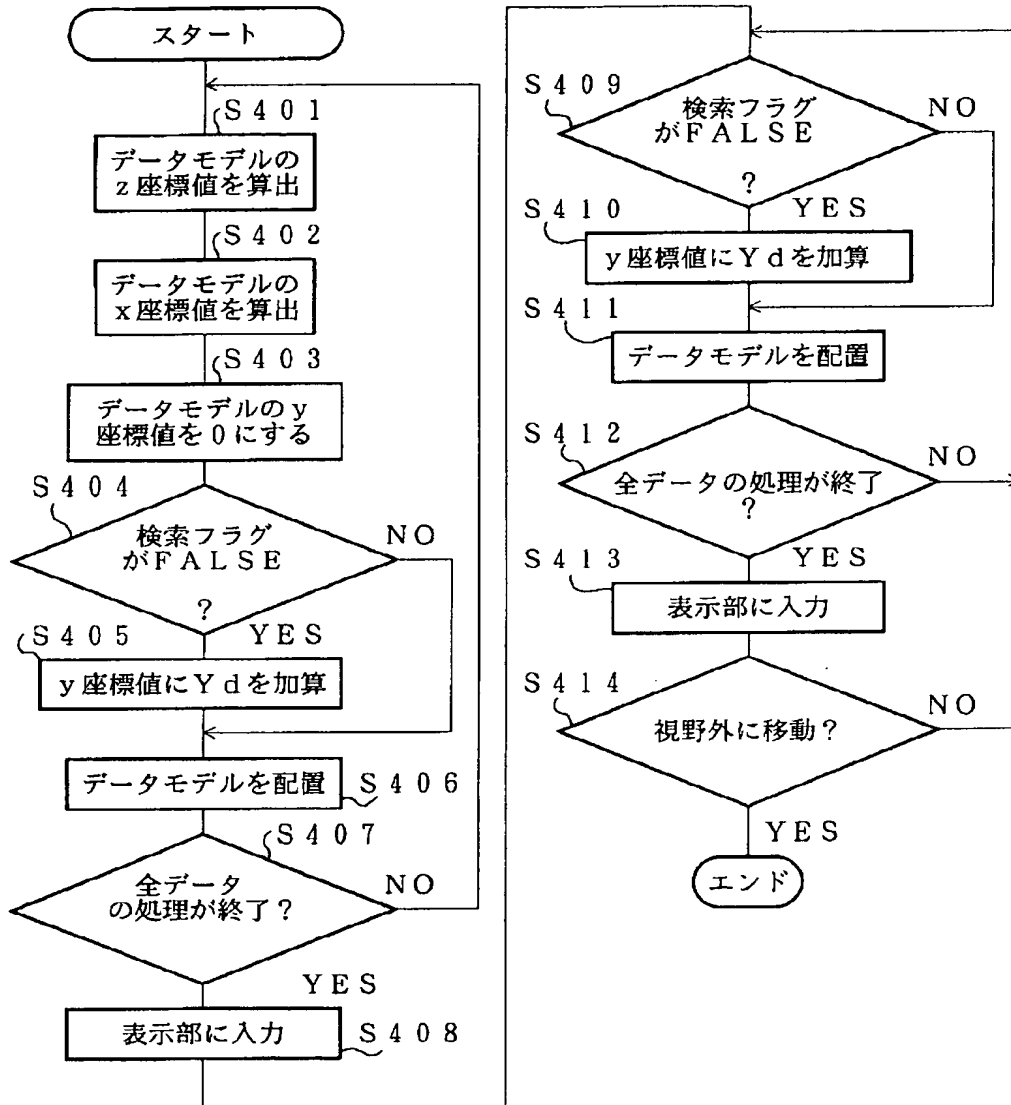 スタート
S401
データモデルの
z座標値を算出
S402
データモデルの
x座標値を算出
S403
データモデルのy
座標値を0にする
S404
検索フラグ
がFALSE
?
NO
YES
S405
y座標値にYdを加算
データモデルを配置
S406
S407
全データ
の処理が終了?
NO
YES
表示部に入力
S408
S409
検索フラグ
がFALSE
?
NO
YES
S410
y座標値にYdを加算
S411
データモデルを配置
S412
全データの処理が終了
?
NO
YES
S413
表示部に入力
S414
視野外に移動?
NO
YES
エンド